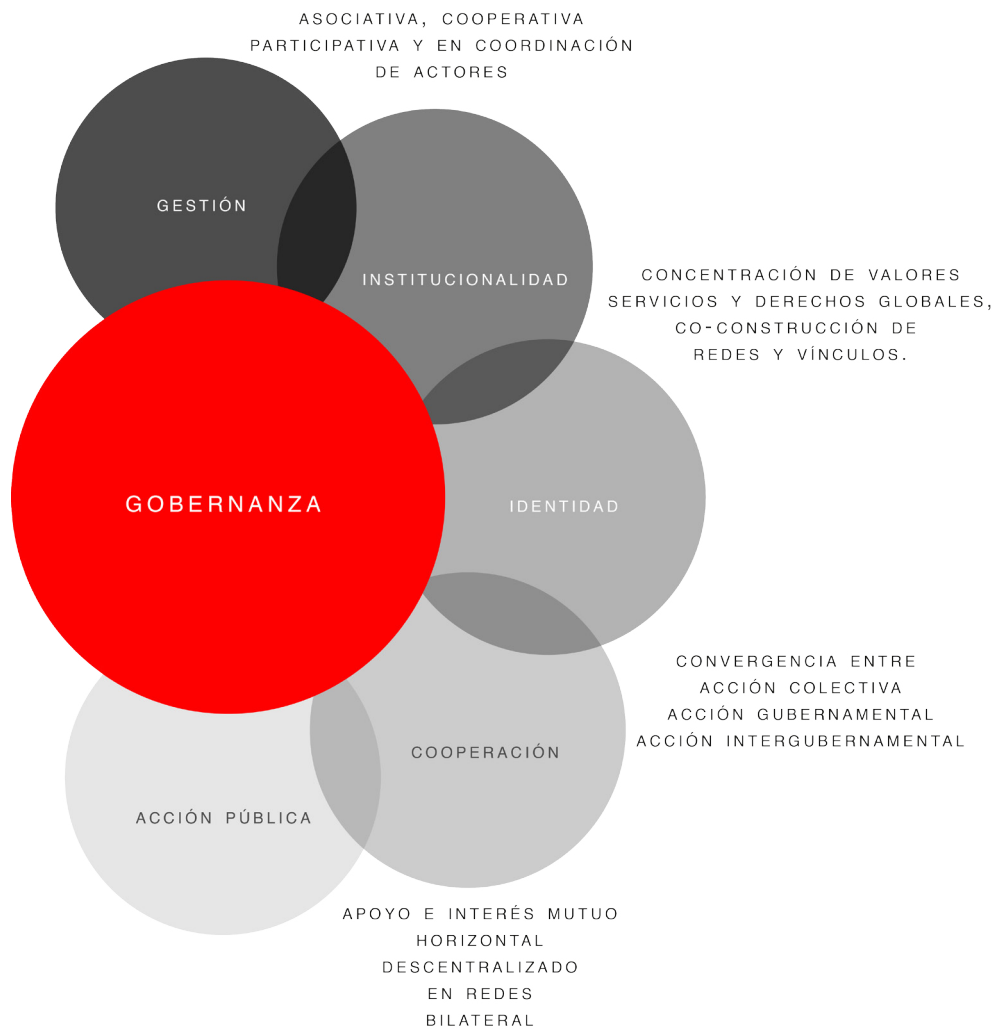 ASOCIATIVA, COOPERATIVA
PARTICIPATIVA Y EN COORDINACIÓN
DE ACTORES
GESTIÓN
INSTITUCIONALIDAD
CONCENTRACIÓN DE VALORES
SERVICIOS Y DERECHOS GLOBALES,
CO-CONSTRUCCIÓN DE
REDES Y VÍNCULOS.
GOBERNANZA
IDENTIDAD
CONVERGENCIA ENTRE
ACCIÓN COLECTIVA
ACCIÓN GUBERNAMENTAL
ACCIÓN INTERGUBERNAMENTAL
COOPERACIÓN
ACCIÓN PÚBLICA
APOYO E INTERÉS MUTUO
HORIZONTAL
DESCENTRALIZADO
EN REDES
BILATERAL